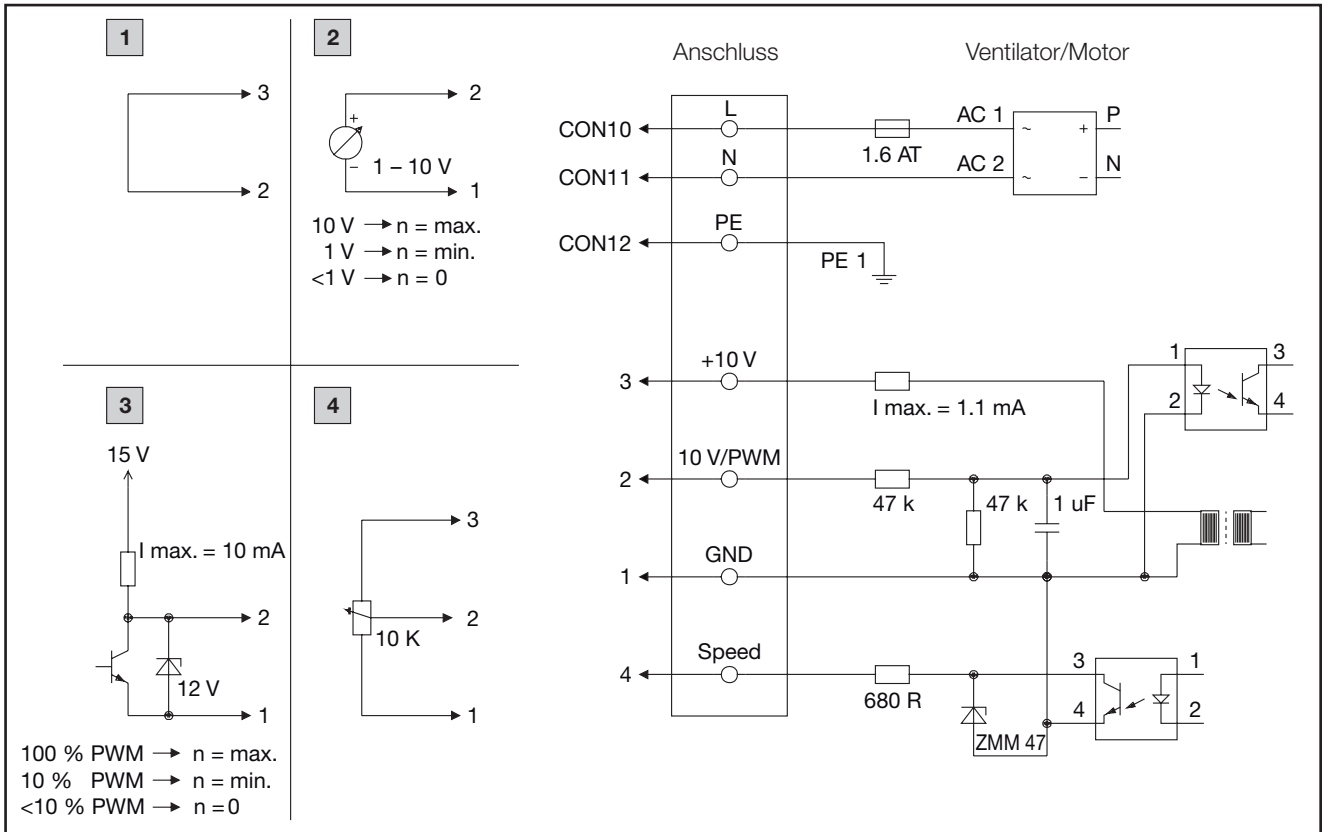 1
3
2
2
2
+
–
1 – 10 V
1
10 V → n = max.
1 V → n = min.
<1 V → n = 0
3
15 V
I max. = 10 mA
2
12 V
1
100 % PWM → n = max.
10 % PWM → n = min.
<10 % PWM → n = 0
4
3
2
10 K
1
Anschluss
Ventilator/Motor
CON10
L
1.6 AT
AC 1
~
+
P
CON11
N
AC 2
~
–
N
CON12
PE
PE 1
3
+10 V
I max. = 1.1 mA
1
3
2
4
2
10 V/PWM
47 k
47 k
1 uF
1
GND
4
Speed
680 R
ZMM 47
3
1
4
2